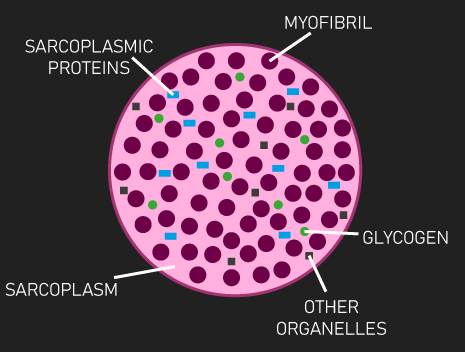 MYOFIBRIL
SARCOPLASMIC
PROTEINS
GLYCOGEN
SARCOPLASM
OTHER
ORGANELLES